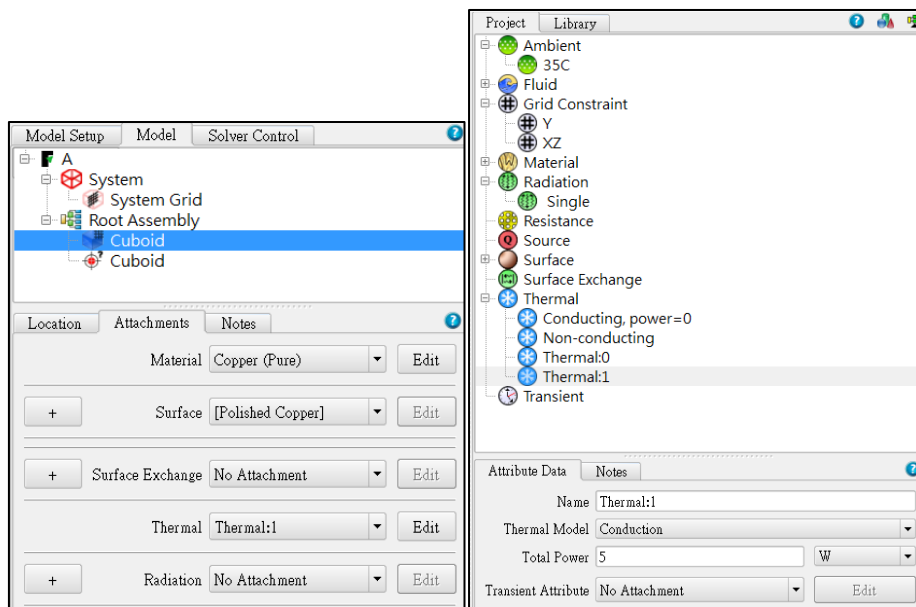 Model Setup Model Solver Control ?
A
System
System Grid
Root Assembly
Cuboid
Cuboid
Location Attachments Notes ?
Material Copper (Pure) Edit
+ Surface [Polished Copper] Edit
+ Surface Exchange No Attachment Edit
Thermal Thermal:1 Edit
+ Radiation No Attachment Edit
Project Library ?
Ambient
35C
Fluid
Grid Constraint
Y
XZ
Material
Radiation
Single
Resistance
Source
Surface
Surface Exchange
Thermal
Conducting, power=0
Non-conducting
Thermal:0
Thermal:1
Transient
Attribute Data Notes ?
Name Thermal:1
Thermal Model Conduction
Total Power 5 W
Transient Attribute No Attachment Edit